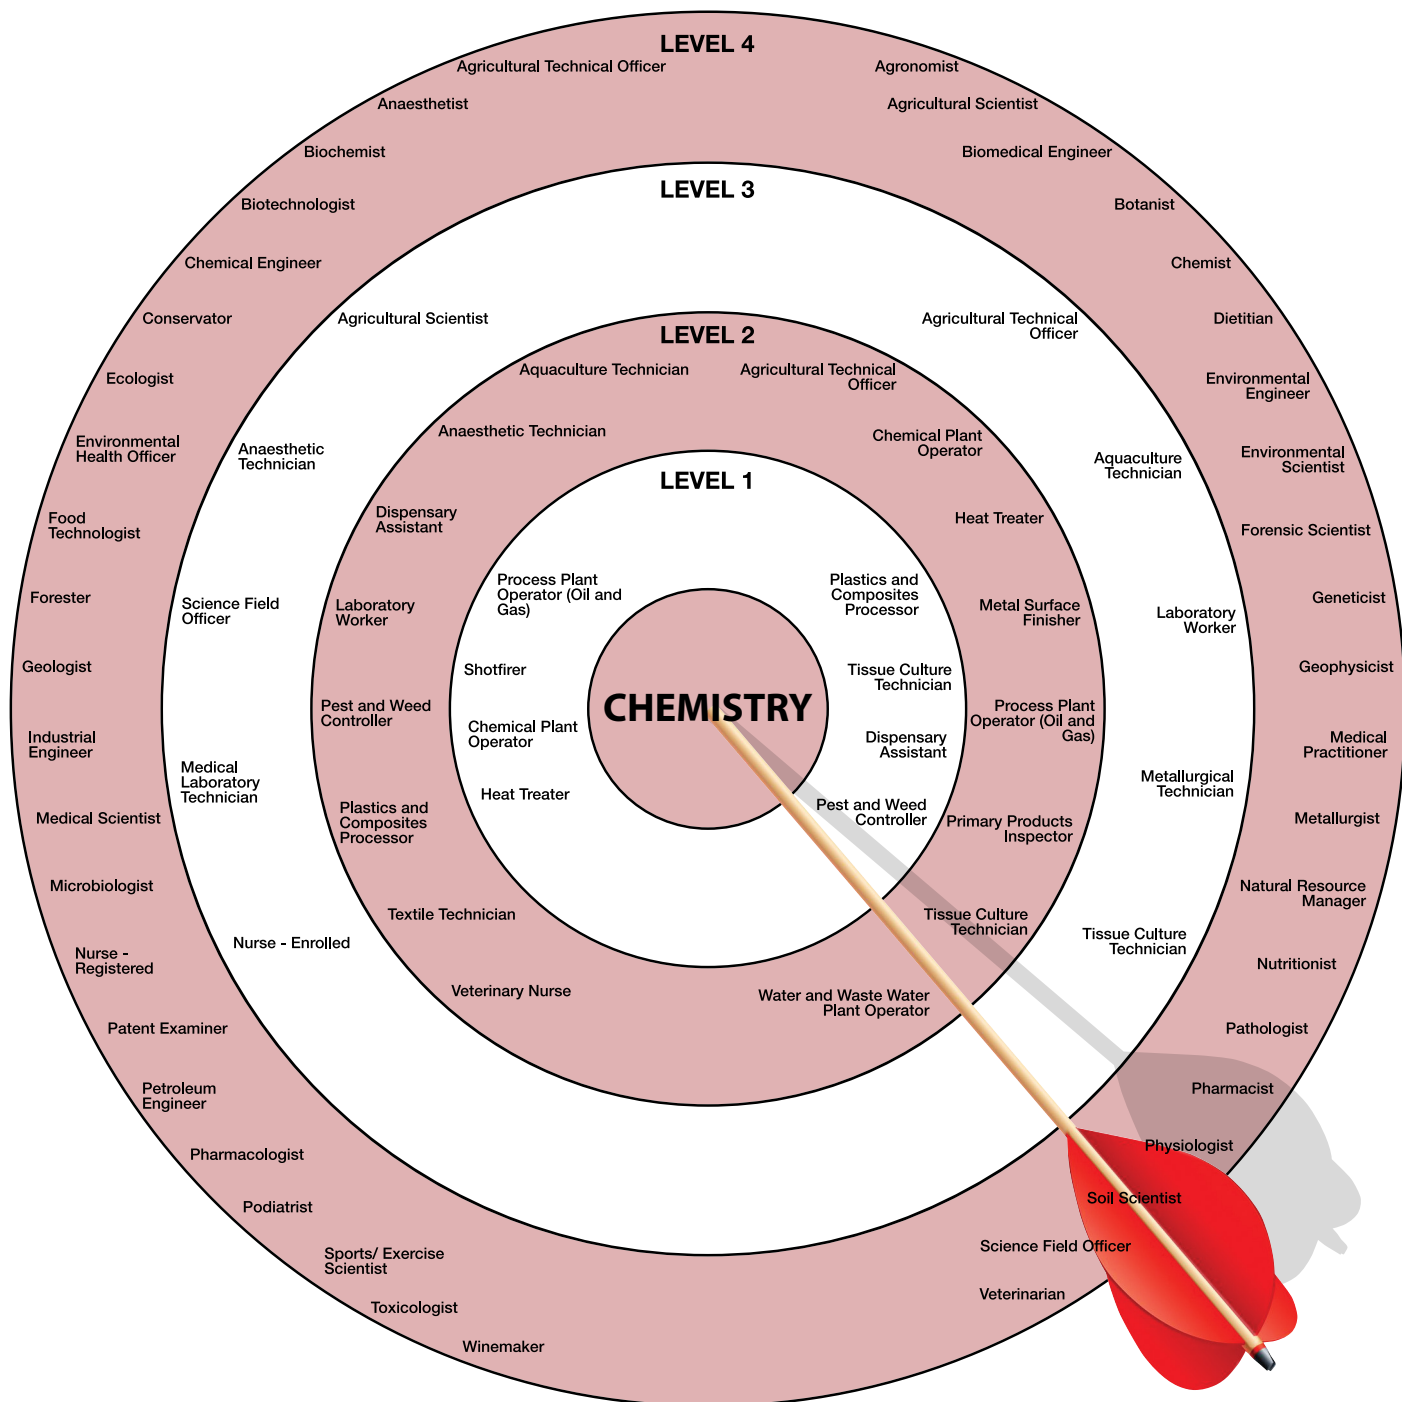 LEVEL 4
Agricultural Technical Officer
Agronomist
Anaesthetist
Agricultural Scientist
Biochemist
Biomedical Engineer
Biotechnologist
Botanist
Chemical Engineer
Chemist
Conservator
Dietitian
Ecologist
Environmental
Engineer
Environmental
Health Officer
Environmental
Scientist
Food
Technologist
Forensic Scientist
Forester
Geneticist
Geologist
Geophysicist
Industrial
Engineer
Medical
Practitioner
Medical Scientist
Metallurgist
Microbiologist
Natural Resource
Manager
Nurse -
Registered
Nutritionist
Patent Examiner
Pathologist
Petroleum
Engineer
Pharmacist
Pharmacologist
Physiologist
Podiatrist
Soil Scientist
Sports/ Exercise
Scientist
Science Field Officer
Toxicologist
Veterinarian
Winemaker
LEVEL 3
Agricultural Scientist
Agricultural Technical
Officer
Anaesthetic
Technician
Aquaculture
Technician
Science Field
Officer
Laboratory
Worker
Medical
Laboratory
Technician
Metallurgical
Technician
Nurse - Enrolled
Tissue Culture
Technician
LEVEL 2
Aquaculture Technician
Agricultural Technical
Officer
Anaesthetic Technician
Chemical Plant
Operator
Dispensary
Assistant
Heat Treater
Laboratory
Worker
Metal Surface
Finisher
Pest and Weed
Controller
Process Plant
Operator (Oil and
Gas)
Plastics and
Composites
Processor
Primary Products
Inspector
Textile Technician
Tissue Culture
Technician
Veterinary Nurse
Water and Waste Water
Plant Operator
LEVEL 1
Process Plant
Operator (Oil and
Gas)
Plastics and
Composites
Processor
Shotfirer
Tissue Culture
Technician
Chemical Plant
Operator
Dispensary
Assistant
Heat Treater
Pest and Weed
Controller
CHEMISTRY